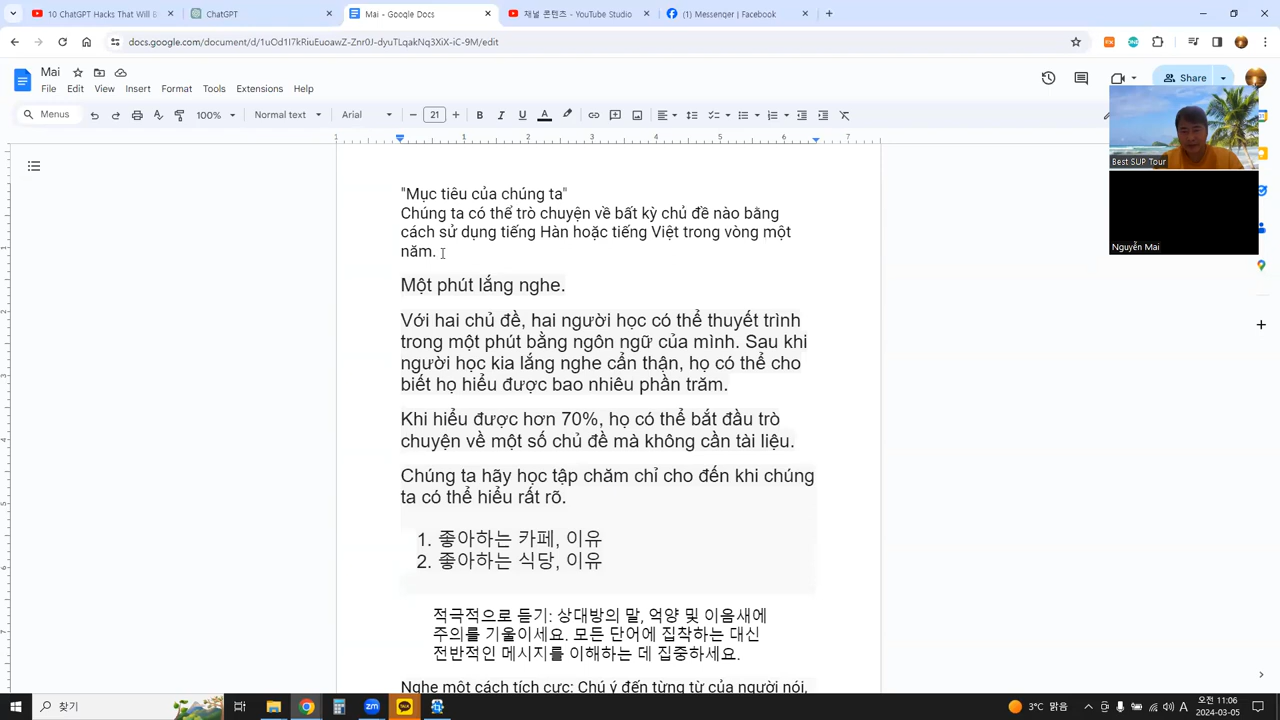 10 ChatGPT Hacks That Will B
ChatGPT
Mai - Google Docs
재널 콘텐츠 - YouTube Studio
(1) Messenger | Facebook
docs.google.com/document/d/1uOd1I7kRiuEuoawZ-Znr0J-dyuTLqakNq3XiX-iC-9M/edit
Mai
File Edit View Insert Format Tools Extensions Help
Share
Menus
100%
Normal text
Arial
21
"Mục tiêu của chúng ta"
Chúng ta có thể trò chuyện về bất kỳ chủ đề nào bằng
cách sử dụng tiếng Hàn hoặc tiếng Việt trong vòng một
năm.
Một phút lắng nghe.
Với hai chủ đề, hai người học có thể thuyết trình
trong một phút bằng ngôn ngữ của mình. Sau khi
người học kia lắng nghe cẩn thận, họ có thể cho
biết họ hiểu được bao nhiêu phần trăm.
Khi hiểu được hơn 70%, họ có thể bắt đầu trò
chuyện về một số chủ đề mà không cần tài liệu.
Chúng ta hãy học tập chăm chỉ cho đến khi chúng
ta có thể hiểu rất rõ.
1. 좋아하는 카페, 이유
2. 좋아하는 식당, 이유
적극적으로 듣기: 상대방의 말, 억양 및 이음새에
주의를 기울이세요. 모든 단어에 집착하는 대신
전반적인 메시지를 이해하는 데 집중하세요.
Nghe một cách tích cực: Chú ý đến từng từ của người nói,
Best SUP Tour
Nguyễn Mai
찾기
3°C 맑음
오전 11:06
2024-03-05